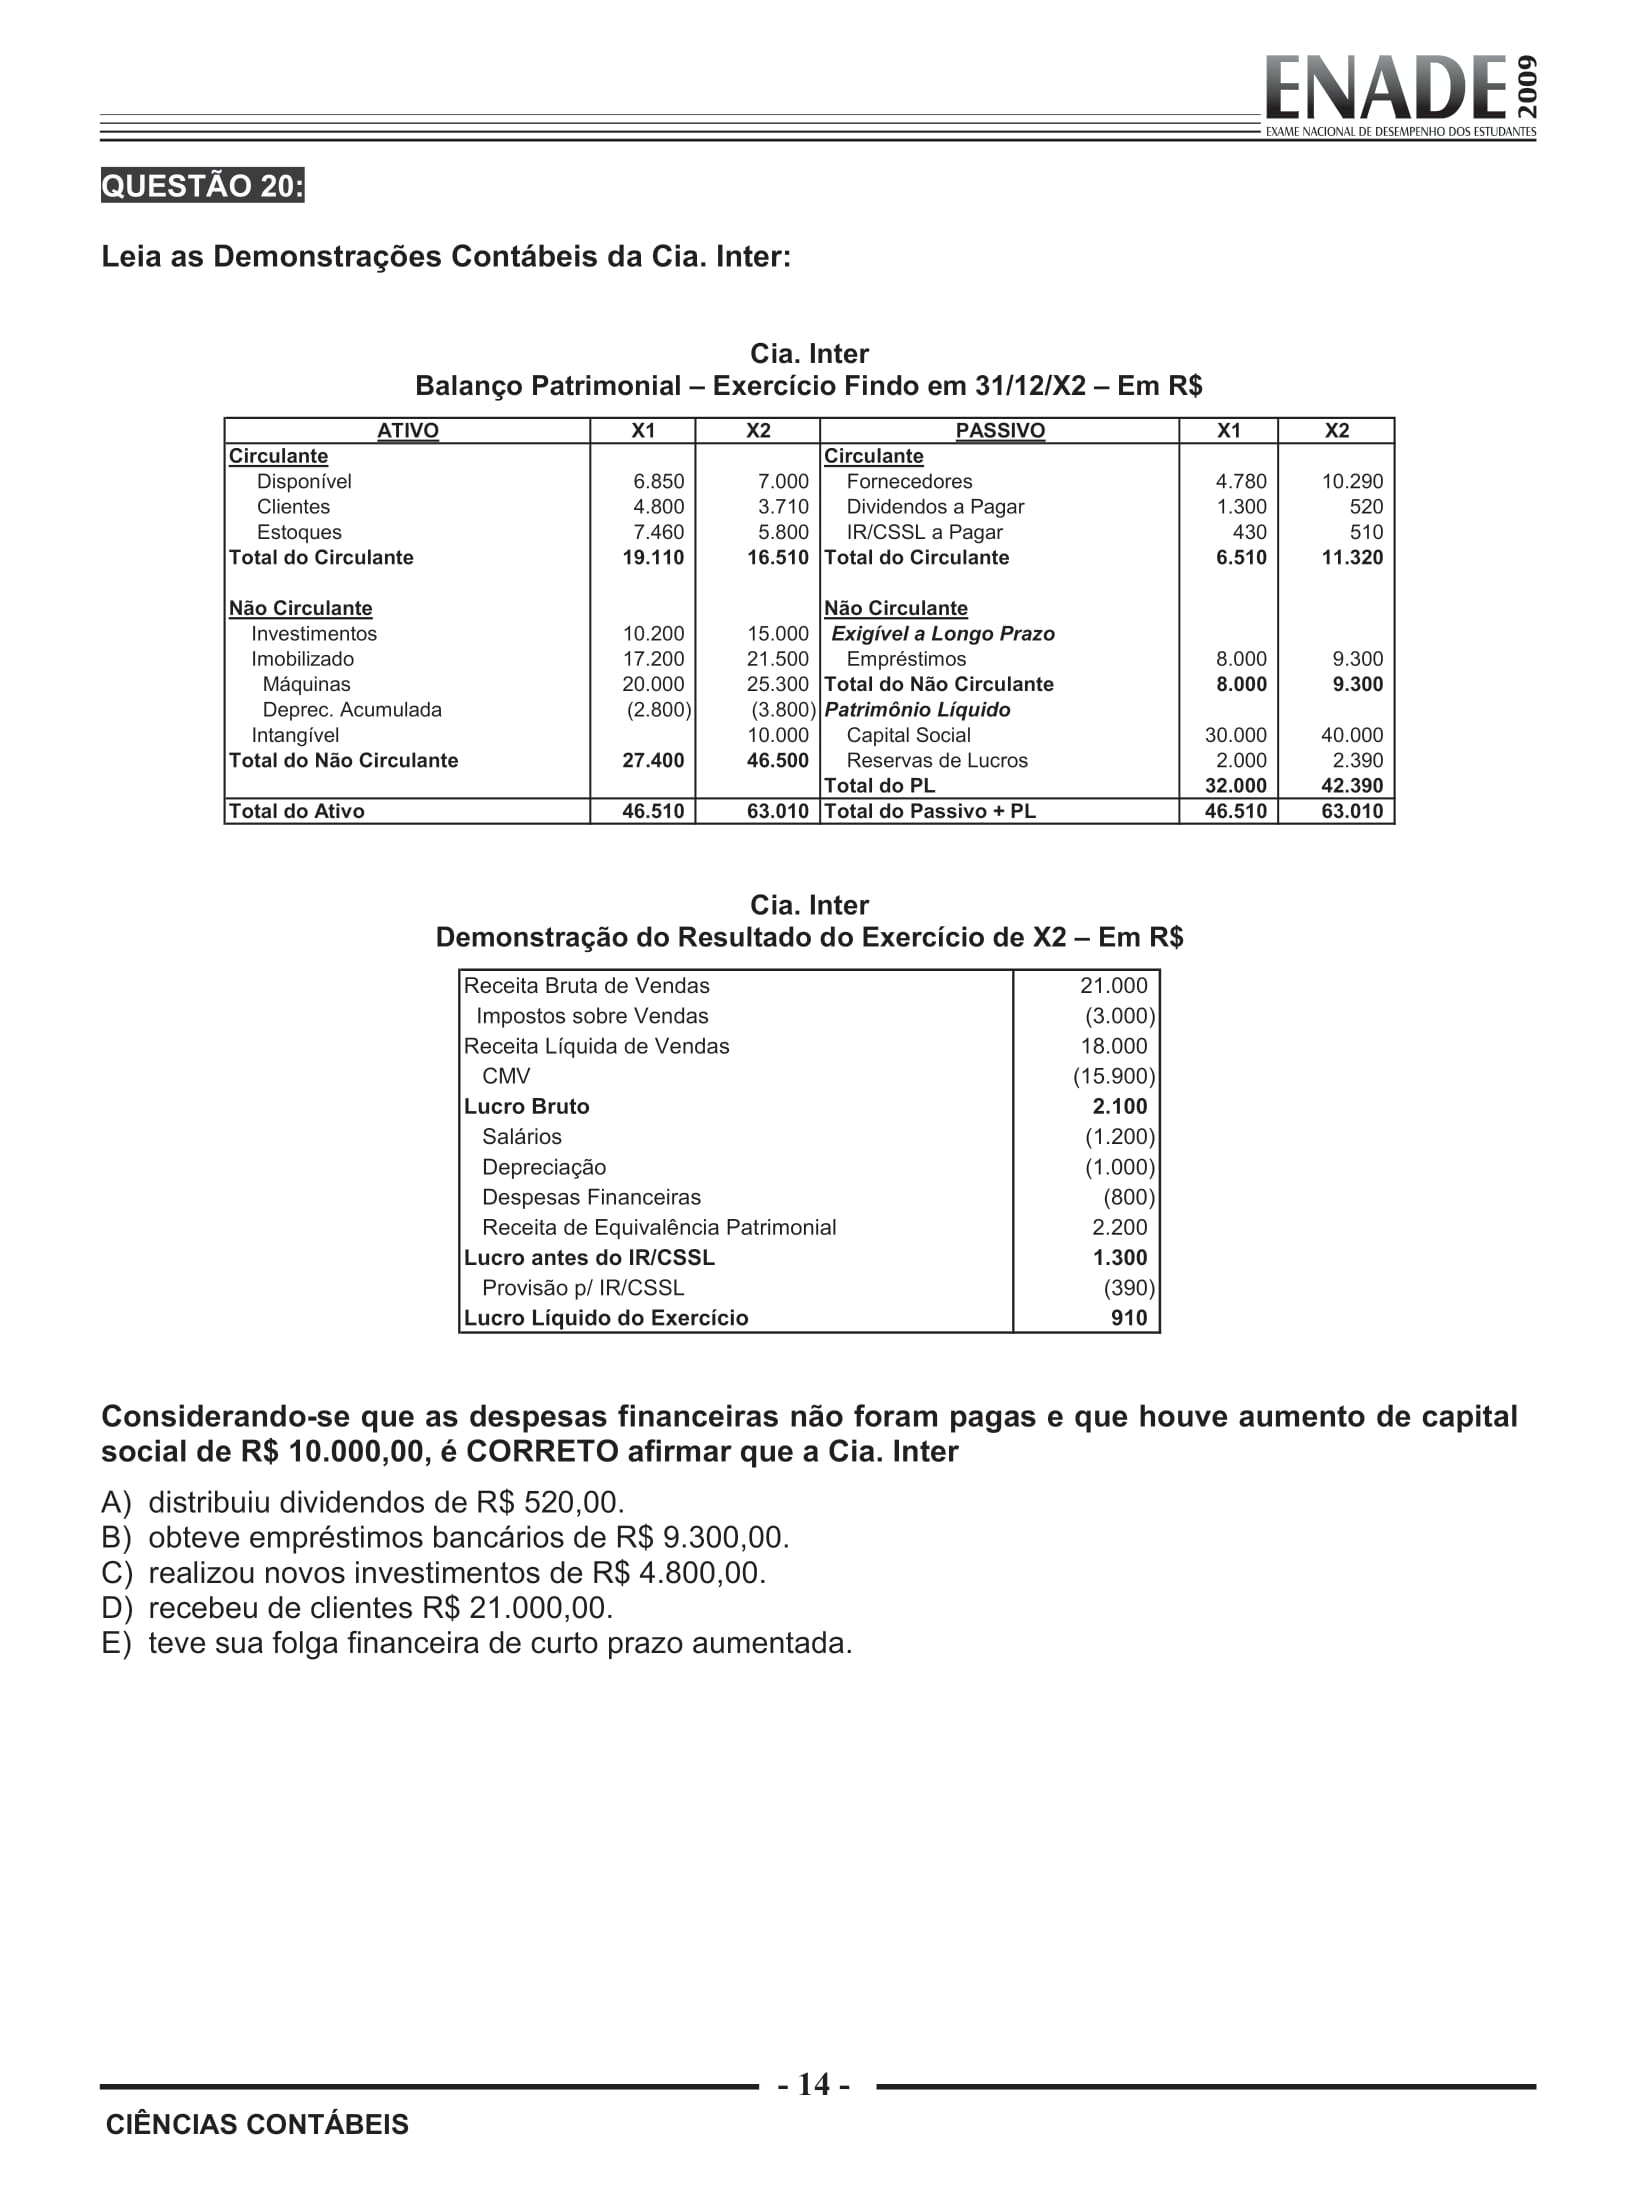 ENADE 2009
EXAME NACIONAL DE DESEMPENHO DOS ESTUDANTES
QUESTÃO 20:
Leia as Demonstrações Contábeis da Cia. Inter:
Cia. Inter
Balanço Patrimonial – Exercício Findo em 31/12/X2 – Em R$
ATIVO X1 X2 PASSIVO X1 X2
Circulante Circulante
Disponível 6.850 7.000 Fornecedores 4.780 10.290
Clientes 4.800 3.710 Dividendos a Pagar 1.300 520
Estoques 7.460 5.800 IR/CSSL a Pagar 430 510
Total do Circulante 19.110 16.510 Total do Circulante 6.510 11.320
Não Circulante Não Circulante
Investimentos 10.200 15.000 Exigível a Longo Prazo
Imobilizado 17.200 21.500 Empréstimos 8.000 9.300
Máquinas 20.000 25.300 Total do Não Circulante 8.000 9.300
Deprec. Acumulada (2.800) (3.800) Patrimônio Líquido
Intangível 10.000 Capital Social 30.000 40.000
Total do Não Circulante 27.400 46.500 Reservas de Lucros 2.000 2.390
Total do PL 32.000 42.390
Total do Ativo 46.510 63.010 Total do Passivo + PL 46.510 63.010
Cia. Inter
Demonstração do Resultado do Exercício de X2 – Em R$
Receita Bruta de Vendas 21.000
Impostos sobre Vendas (3.000)
Receita Líquida de Vendas 18.000
CMV (15.900)
Lucro Bruto 2.100
Salários (1.200)
Depreciação (1.000)
Despesas Financeiras (800)
Receita de Equivalência Patrimonial 2.200
Lucro antes do IR/CSSL 1.300
Provisão p/ IR/CSSL (390)
Lucro Líquido do Exercício 910
Considerando-se que as despesas financeiras não foram pagas e que houve aumento de capital
social de R$ 10.000,00, é CORRETO afirmar que a Cia. Inter
A) distribuiu dividendos de R$ 520,00.
B) obteve empréstimos bancários de R$ 9.300,00.
C) realizou novos investimentos de R$ 4.800,00.
D) recebeu de clientes R$ 21.000,00.
E) teve sua folga financeira de curto prazo aumentada.
- 14 -
CIÊNCIAS CONTÁBEIS